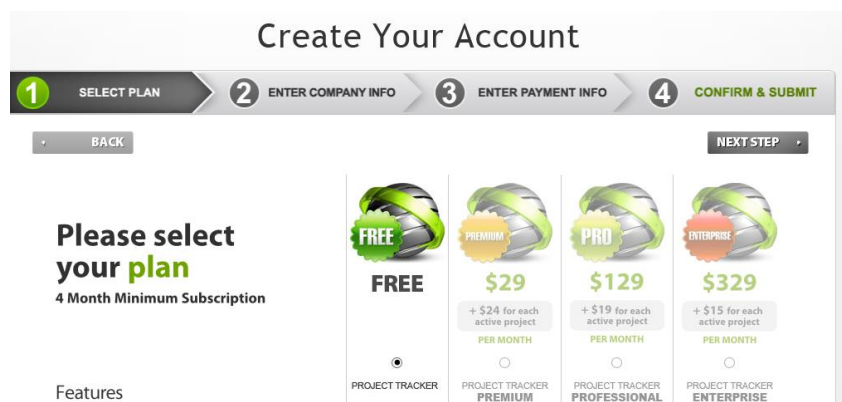 Create Your Account
1 SELECT PLAN 2 ENTER COMPANY INFO 3 ENTER PAYMENT INFO 4 CONFIRM & SUBMIT
BACK NEXT STEP
FREE PREMIUM PRO ENTERPRISE
Please select
your plan
4 Month Minimum Subscription
FREE $29 $129 $329
+ $24 for each + $19 for each + $15 for each
active project active project active project
PER MONTH PER MONTH PER MONTH
Features
PROJECT TRACKER PROJECT TRACKER PROJECT TRACKER PROJECT TRACKER
PREMIUM PROFESSIONAL ENTERPRISE